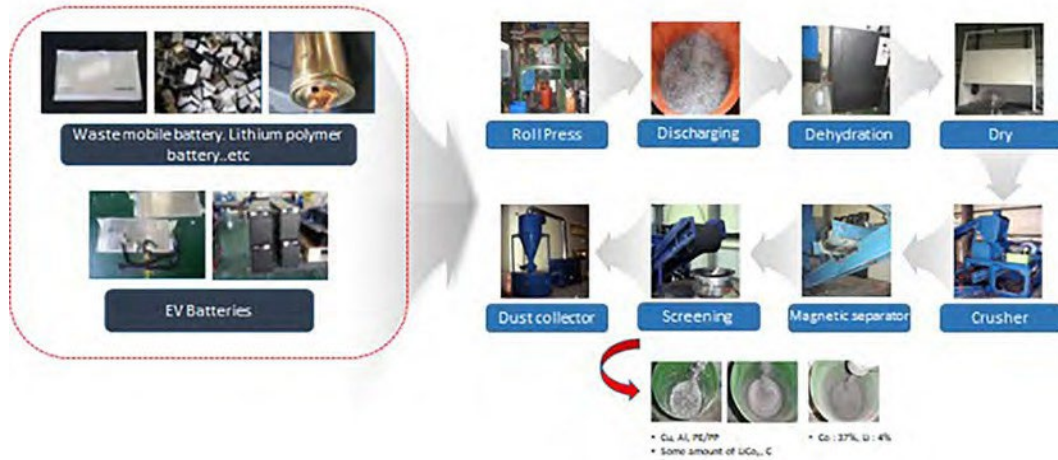 Waste mobile battery. Lithium polymer
battery..etc
EV Batteries
Roll Press
Discharging
Dehydration
Dry
Dust collector
Screening
Magnetic separator
Crusher
• Cu, Al, PE/PP
• Some amount of LiCo₂, C
• Co : 37%, Li : 4%